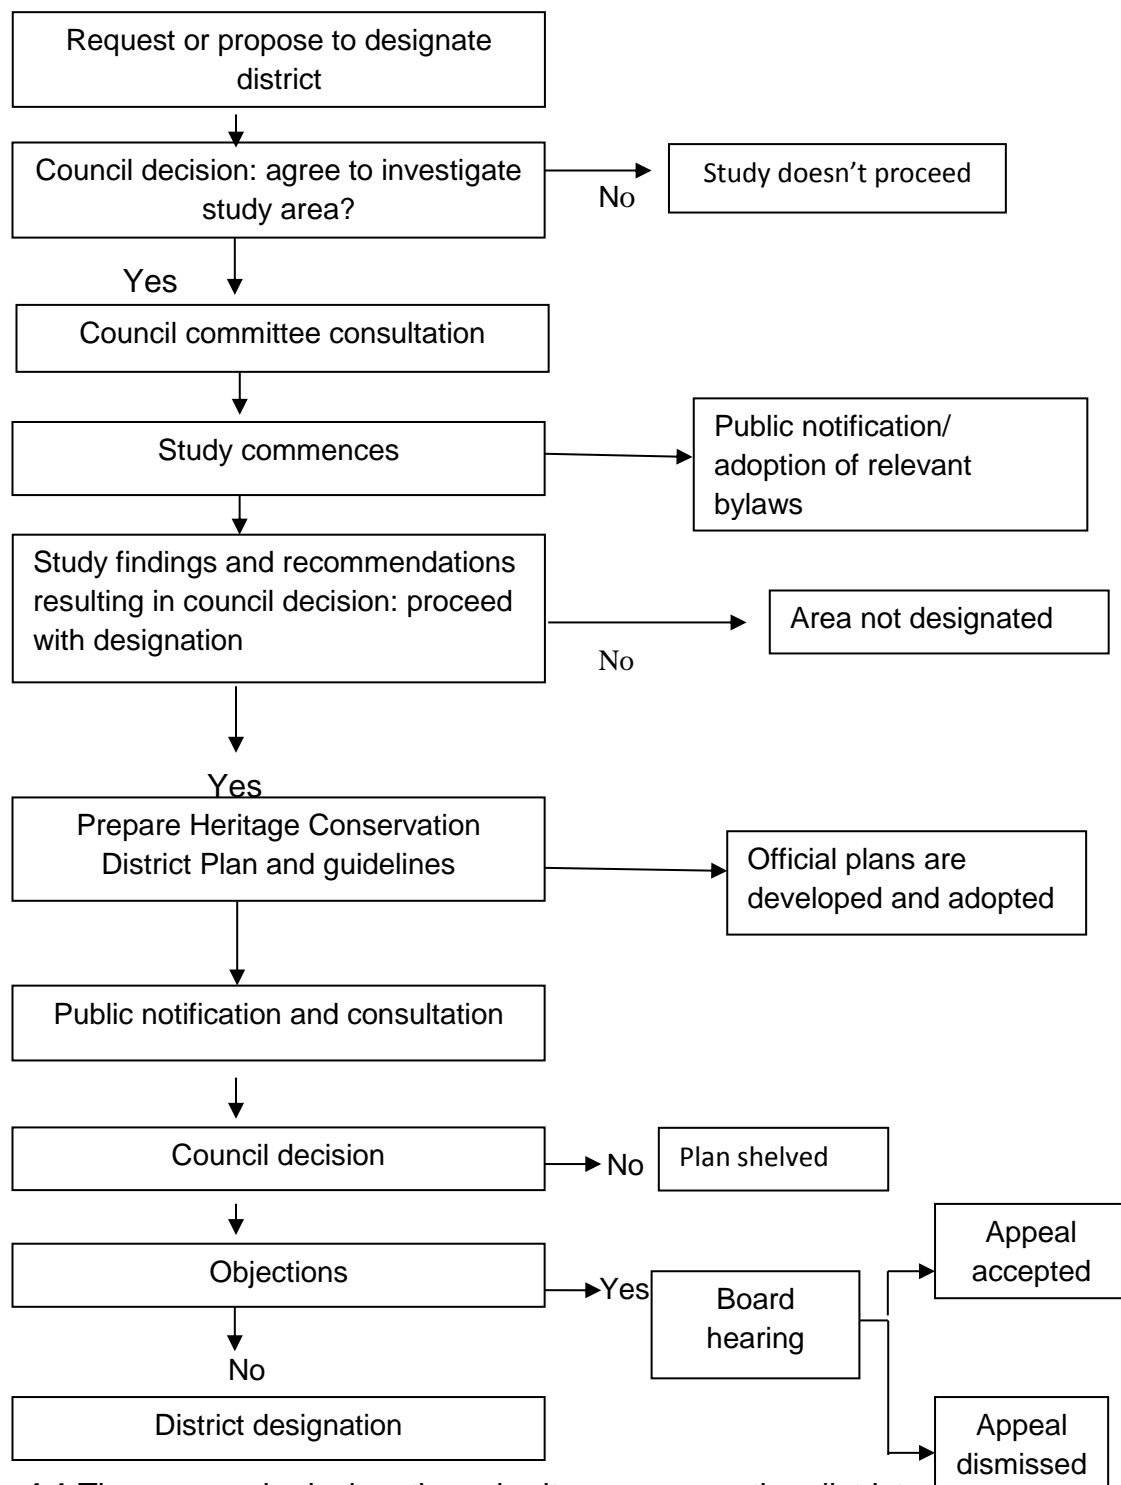 Request or propose to designate
district
Council decision: agree to investigate
study area?
No
Study doesn't proceed
Yes
Council committee consultation
Study commences
Public notification/
adoption of relevant
bylaws
Study findings and recommendations
resulting in council decision: proceed
with designation
No
Area not designated
Yes
Prepare Heritage Conservation
District Plan and guidelines
Official plans are
developed and adopted
Public notification and consultation
Council decision
No
Plan shelved
Objections
Yes
Board
hearing
Appeal
accepted
No
District designation
Appeal
dismissed